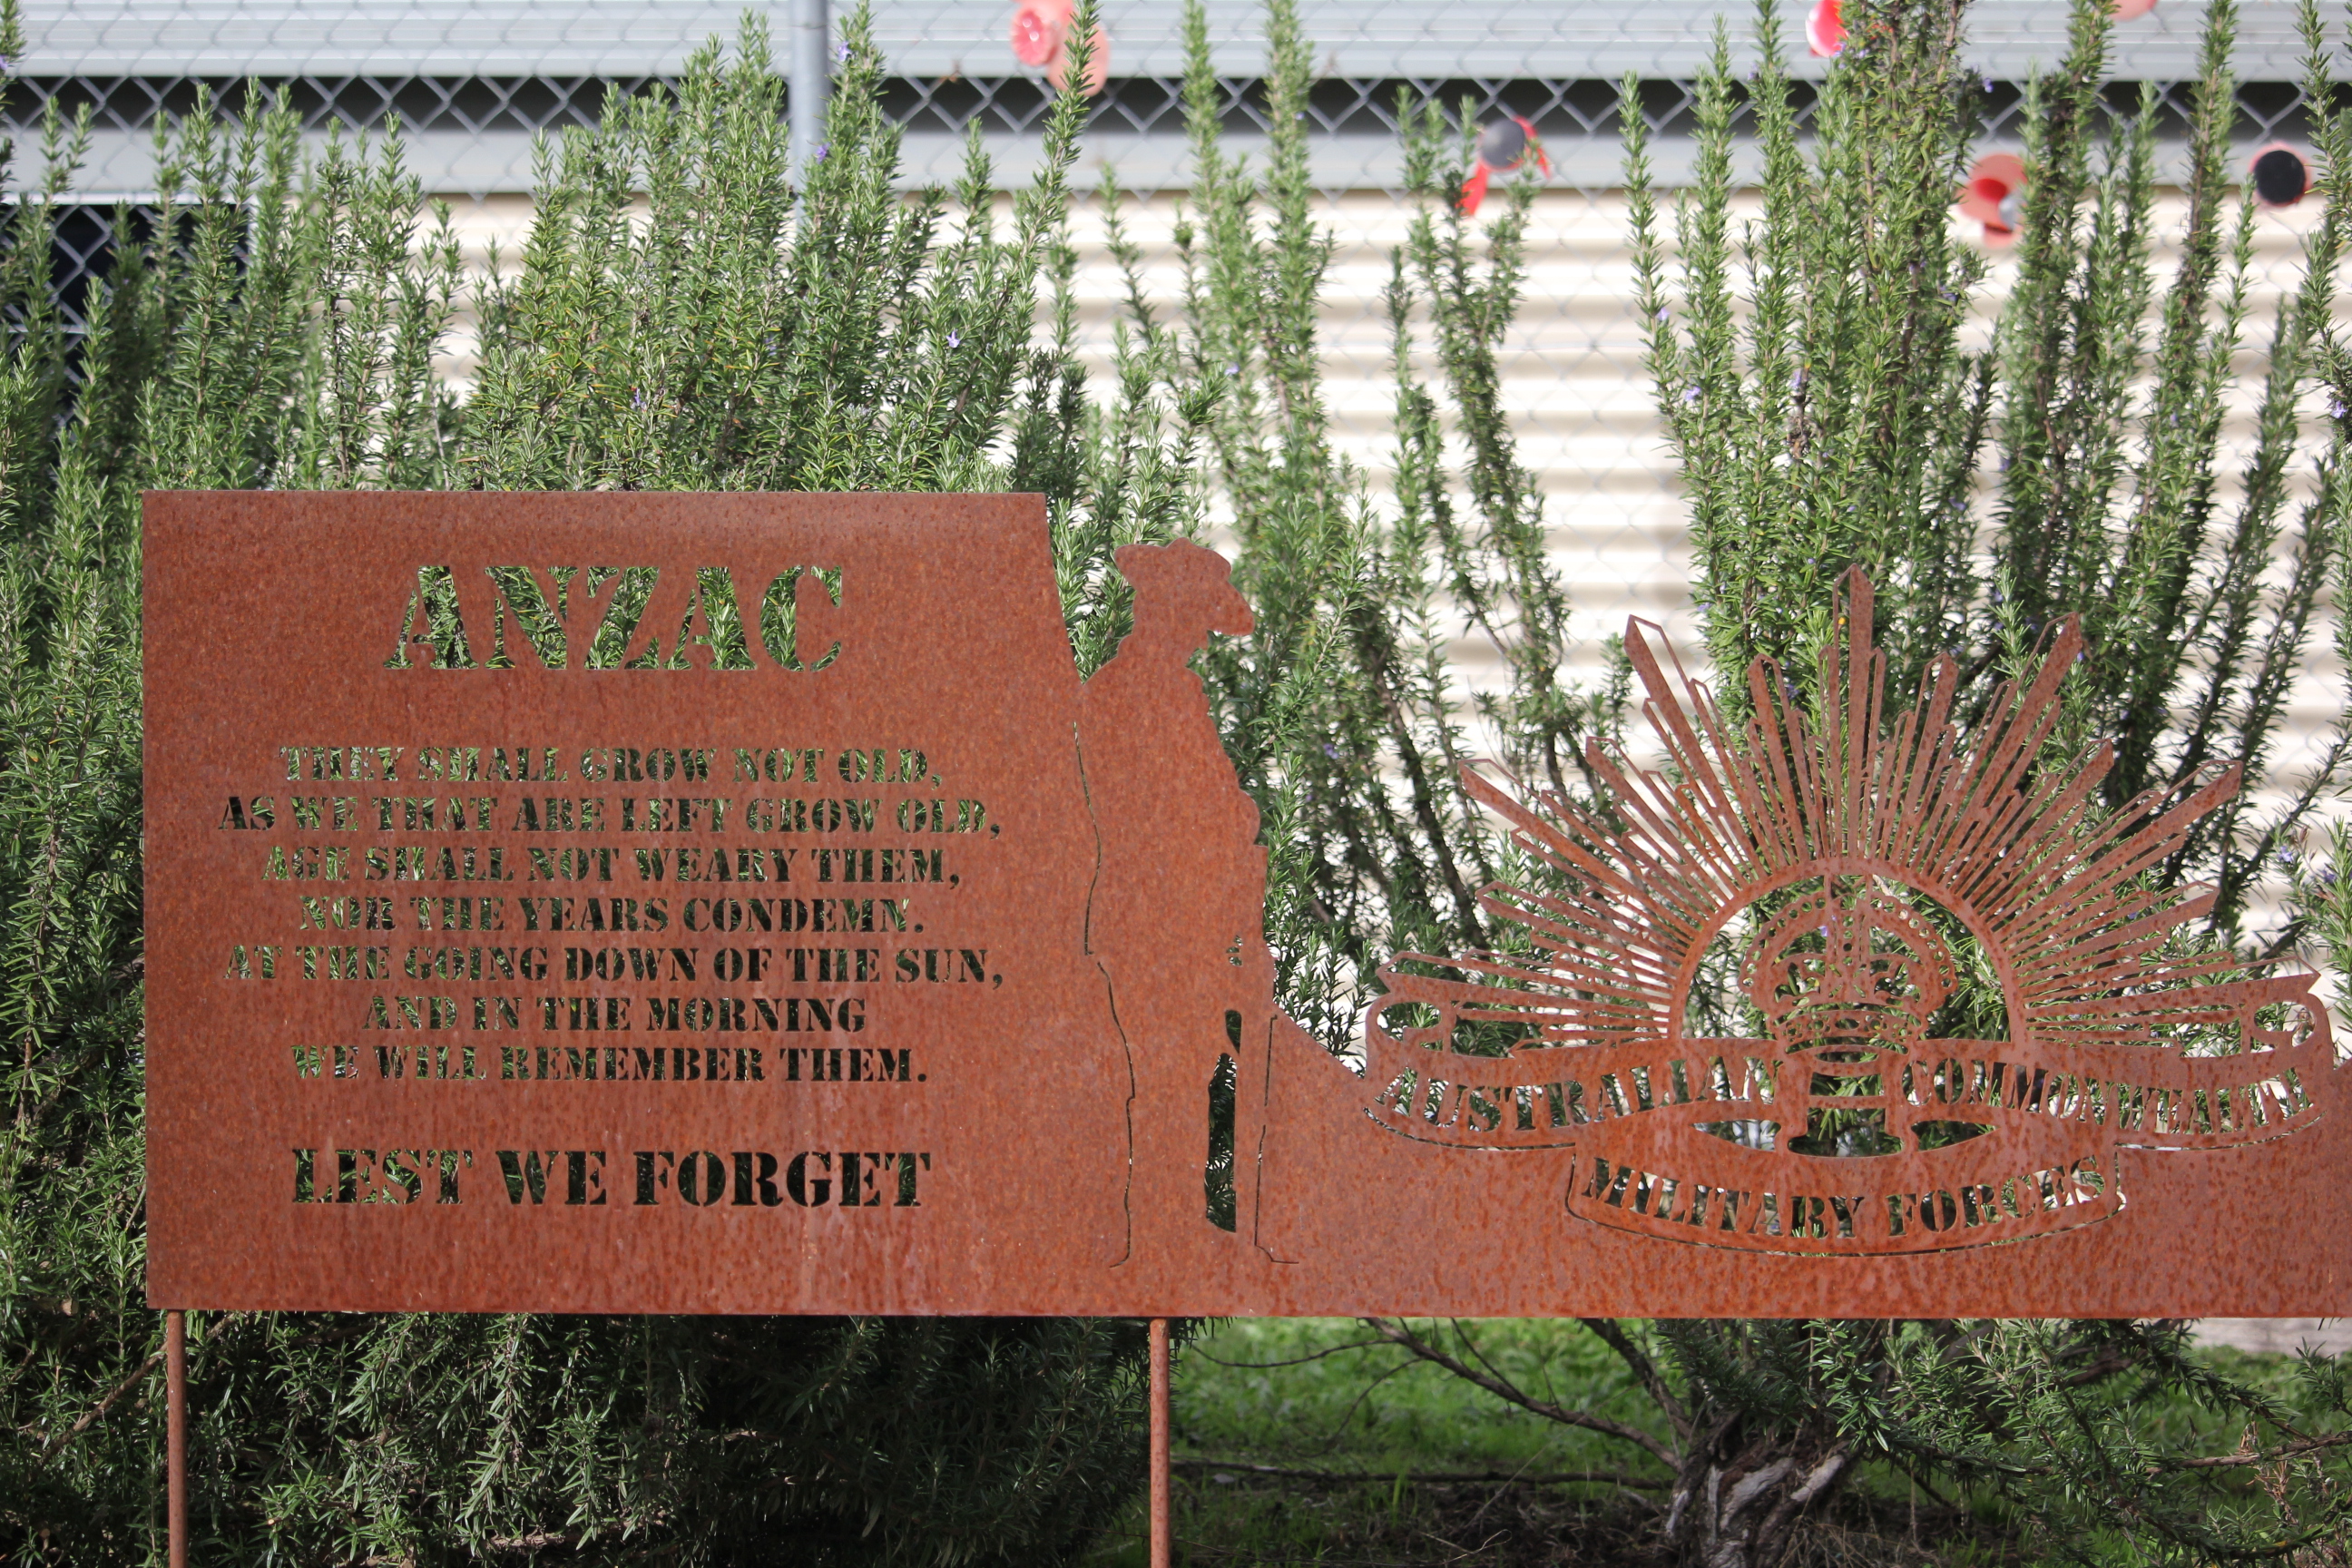 ANZAC
THEY SHALL GROW NOT OLD,
AS WE THAT ARE LEFT GROW OLD,
AGE SHALL NOT WEARY THEM,
NOR THE YEARS CONDEMN.
AT THE GOING DOWN OF THE SUN,
AND IN THE MORNING
WE WILL REMEMBER THEM.
LEST WE FORGET
AUSTRALIAN COMMONWEALTH
MILITARY FORCES